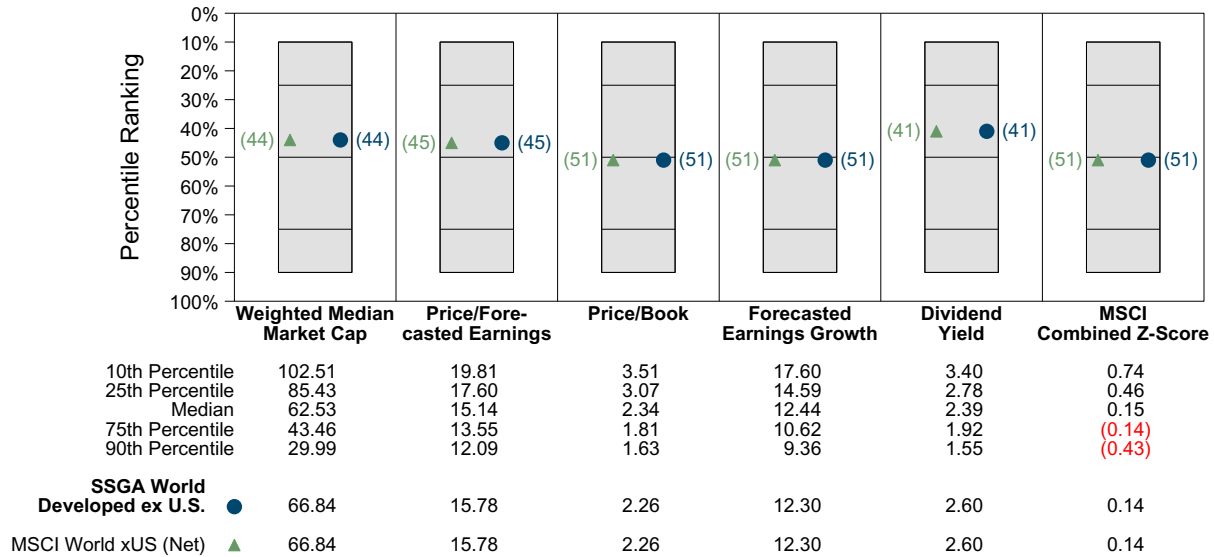 Percentile Ranking
0%
10%
20%
30%
40%
50%
60%
70%
80%
90%
100%
(44) (44)
(45) (45)
(51) (51)
(51) (51)
(41) (41)
(51) (51)
Weighted Median Market Cap
Price/Fore-casted Earnings
Price/Book
Forecasted Earnings Growth
Dividend Yield
MSCI Combined Z-Score
10th Percentile 102.51 19.81 3.51 17.60 3.40 0.74
25th Percentile 85.43 17.60 3.07 14.59 2.78 0.46
Median 62.53 15.14 2.34 12.44 2.39 0.15
75th Percentile 43.46 13.55 1.81 10.62 1.92 (0.14)
90th Percentile 29.99 12.09 1.63 9.36 1.55 (0.43)
SSGA World
Developed ex U.S. 66.84 15.78 2.26 12.30 2.60 0.14
MSCI World xUS (Net) 66.84 15.78 2.26 12.30 2.60 0.14